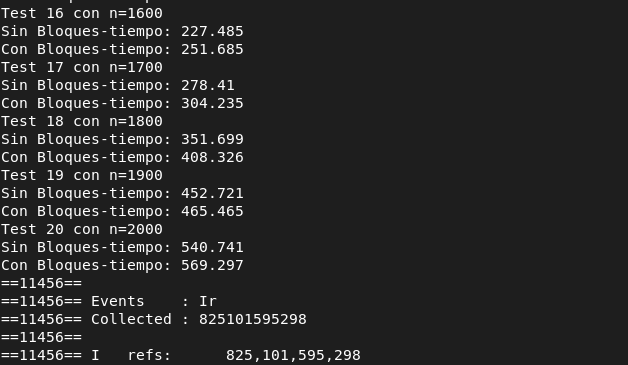 Test 16 con n=1600
Sin Bloques-tiempo: 227.485
Con Bloques-tiempo: 251.685
Test 17 con n=1700
Sin Bloques-tiempo: 278.41
Con Bloques-tiempo: 304.235
Test 18 con n=1800
Sin Bloques-tiempo: 351.699
Con Bloques-tiempo: 408.326
Test 19 con n=1900
Sin Bloques-tiempo: 452.721
Con Bloques-tiempo: 465.465
Test 20 con n=2000
Sin Bloques-tiempo: 540.741
Con Bloques-tiempo: 569.297
==11456==
==11456== Events    : Ir
==11456== Collected : 825101595298
==11456==
==11456== I   refs:      825,101,595,298